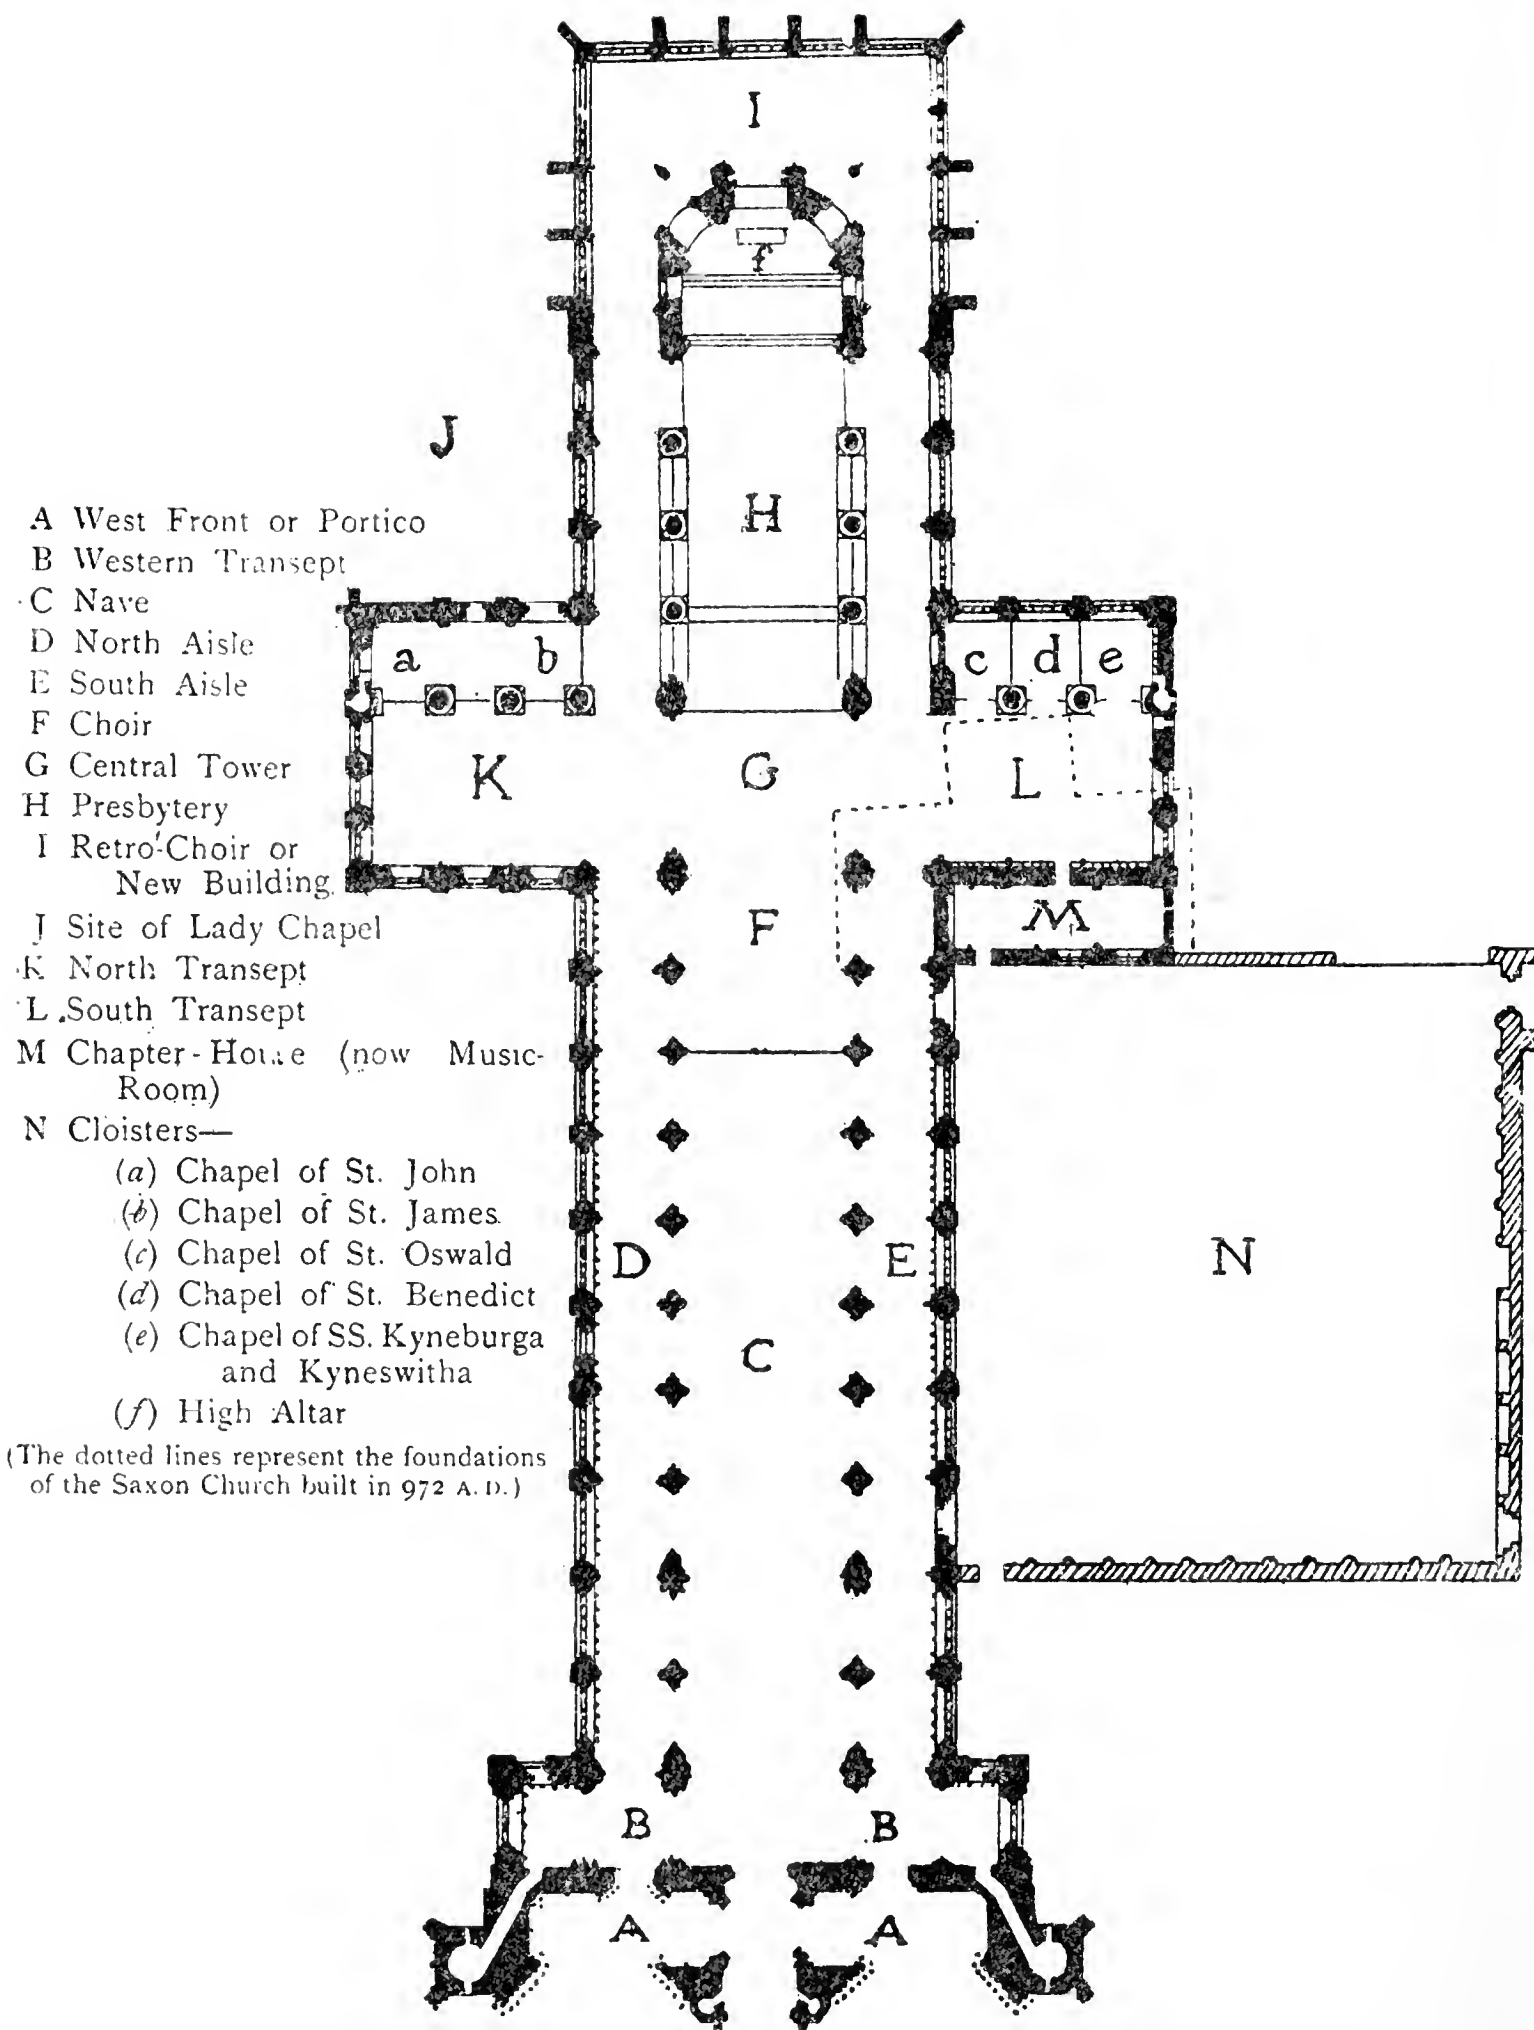 I
f
J
H
A West Front or Portico
B Western Transept
C Nave
D North Aisle
E South Aisle
F Choir
G Central Tower
H Presbytery
I Retro-Choir or
New Building
J Site of Lady Chapel
K North Transept
L South Transept
M Chapter-House (now Music-
Room)
N Cloisters—
(a) Chapel of St. John
(b) Chapel of St. James
(c) Chapel of St. Oswald
(d) Chapel of St. Benedict
(e) Chapel of SS. Kyneburga
and Kyneswitha
(f) High Altar
(The dotted lines represent the foundations
of the Saxon Church built in 972 A.D.)
a b c d e
K G L
F M
D E N
C
B B
A A